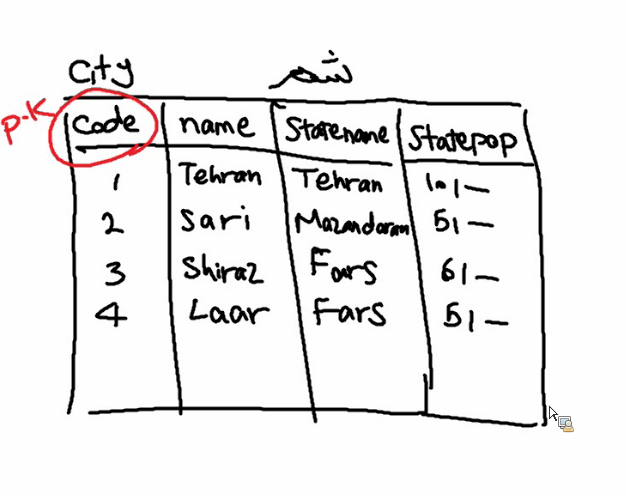 City شهر
P.K Code name Statename Statepop
1 Tehran Tehran
2 Sari Mazandaran 51—
3 Shiraz Fars 61—
4 Laar Fars 51—